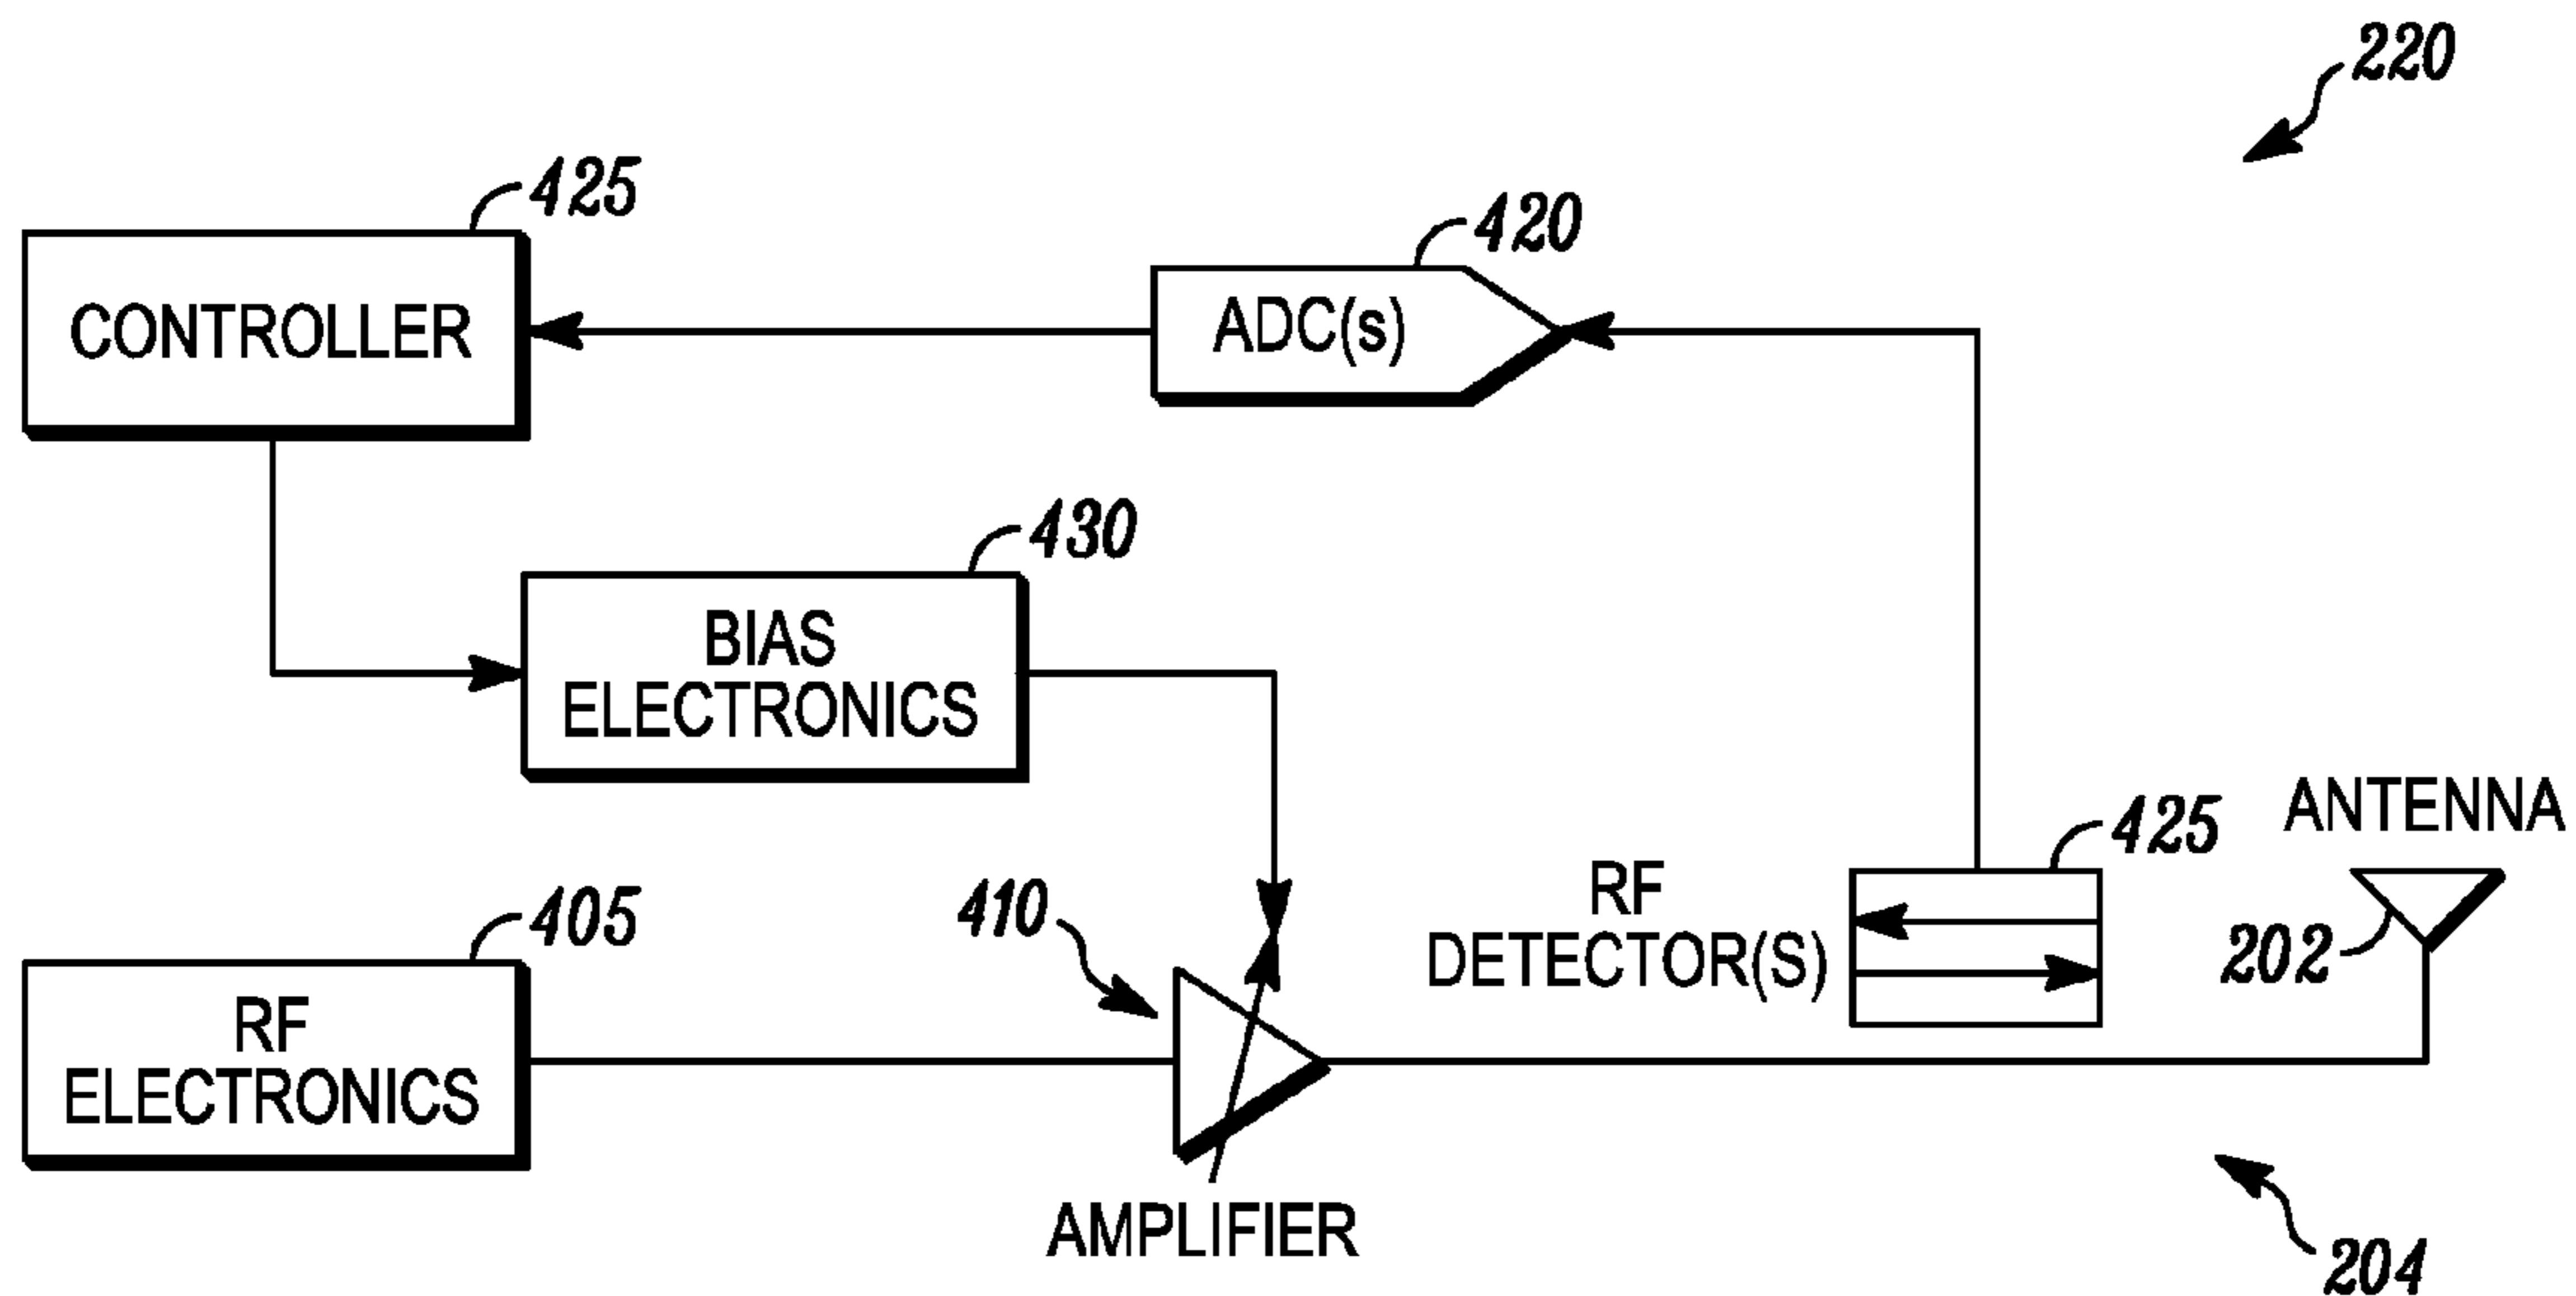 220
425
CONTROLLER
420
ADC(s)
430
BIAS
ELECTRONICS
405
RF
ELECTRONICS
410
AMPLIFIER
RF
DETECTOR(S)
425
ANTENNA
202
204